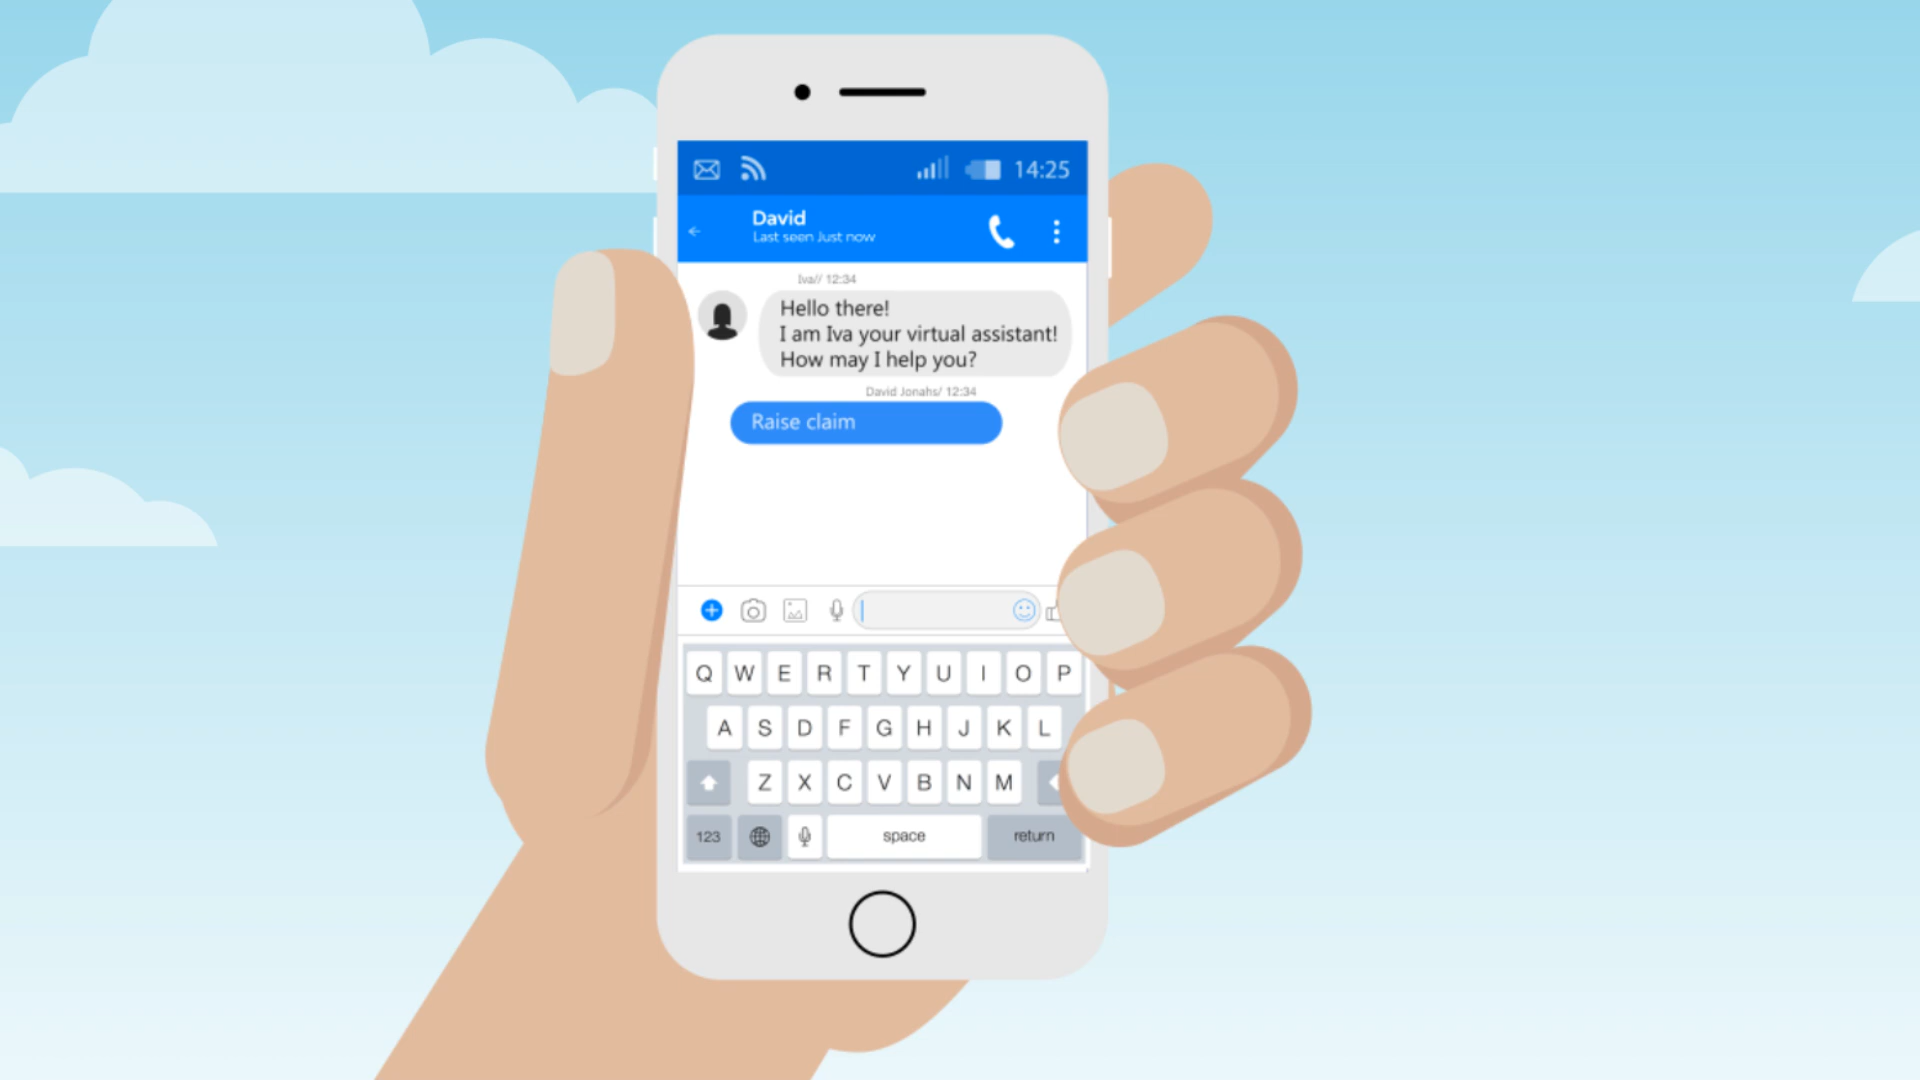 14:25
David
Last seen Just now
Iva// 12:34
Hello there!
I am Iva your virtual assistant!
How may I help you?
David Jonahs/ 12:34
Raise claim
Q W E R T Y U I O P
A S D F G H J K L
Z X C V B N M
123 space return